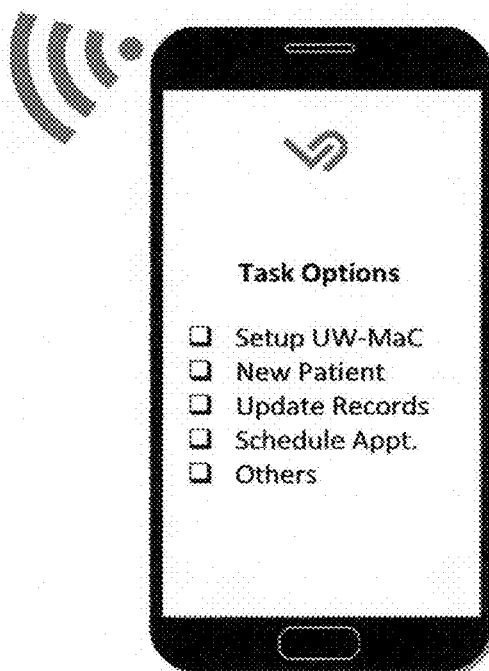 Task Options
Setup UW-MaC
New Patient
Update Records
Schedule Appt.
Others